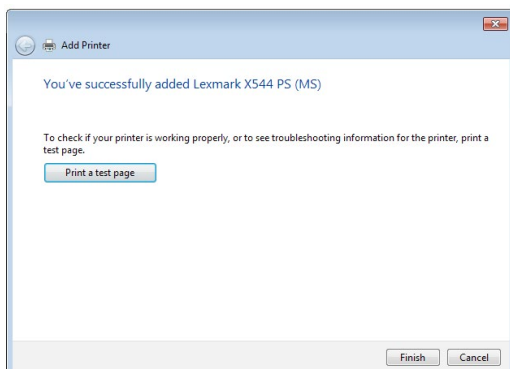 Add Printer
You've successfully added Lexmark X544 PS (MS)
To check if your printer is working properly, or to see troubleshooting information for the printer, print a
test page.
Print a test page
Finish
Cancel